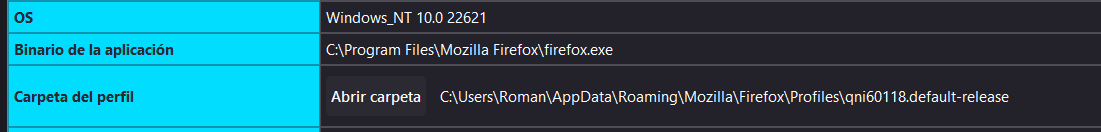 OS Windows_NT 10.0 22621
Binario de la aplicación C:\Program Files\Mozilla Firefox\firefox.exe
Carpeta del perfil Abrir carpeta C:\Users\Roman\AppData\Roaming\Mozilla\Firefox\Profiles\qni60118.default-release